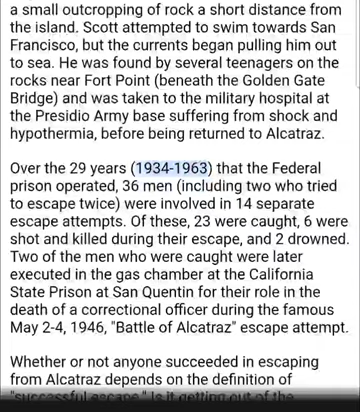 a small outcropping of rock a short distance from
the island. Scott attempted to swim towards San
Francisco, but the currents began pulling him out
to sea. He was found by several teenagers on the
rocks near Fort Point (beneath the Golden Gate
Bridge) and was taken to the military hospital at
the Presidio Army base suffering from shock and
hypothermia, before being returned to Alcatraz.
Over the 29 years (1934-1963) that the Federal
prison operated, 36 men (including two who tried
to escape twice) were involved in 14 separate
escape attempts. Of these, 23 were caught, 6 were
shot and killed during their escape, and 2 drowned.
Two of the men who were caught were later
executed in the gas chamber at the California
State Prison at San Quentin for their role in the
death of a correctional officer during the famous
May 2-4, 1946, "Battle of Alcatraz" escape attempt.
Whether or not anyone succeeded in escaping
from Alcatraz depends on the definition of
"successful escape." Is it getting out of the